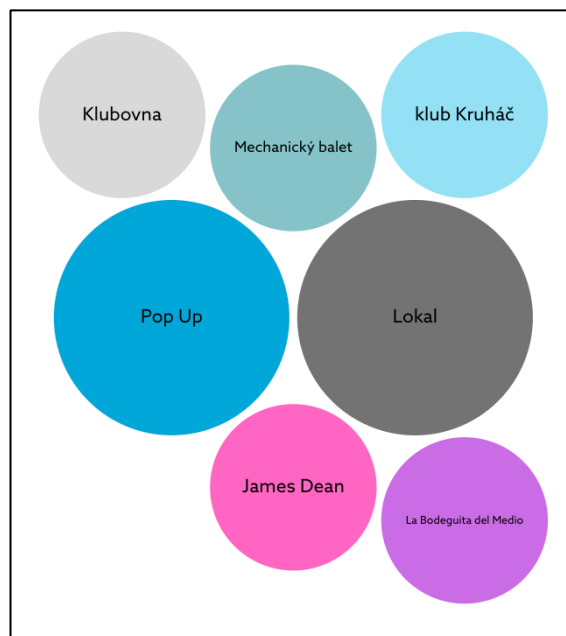 Klubovna
Mechanický balet
klub Kruháč
Pop Up
Lokal
James Dean
La Bodeguita del Medio